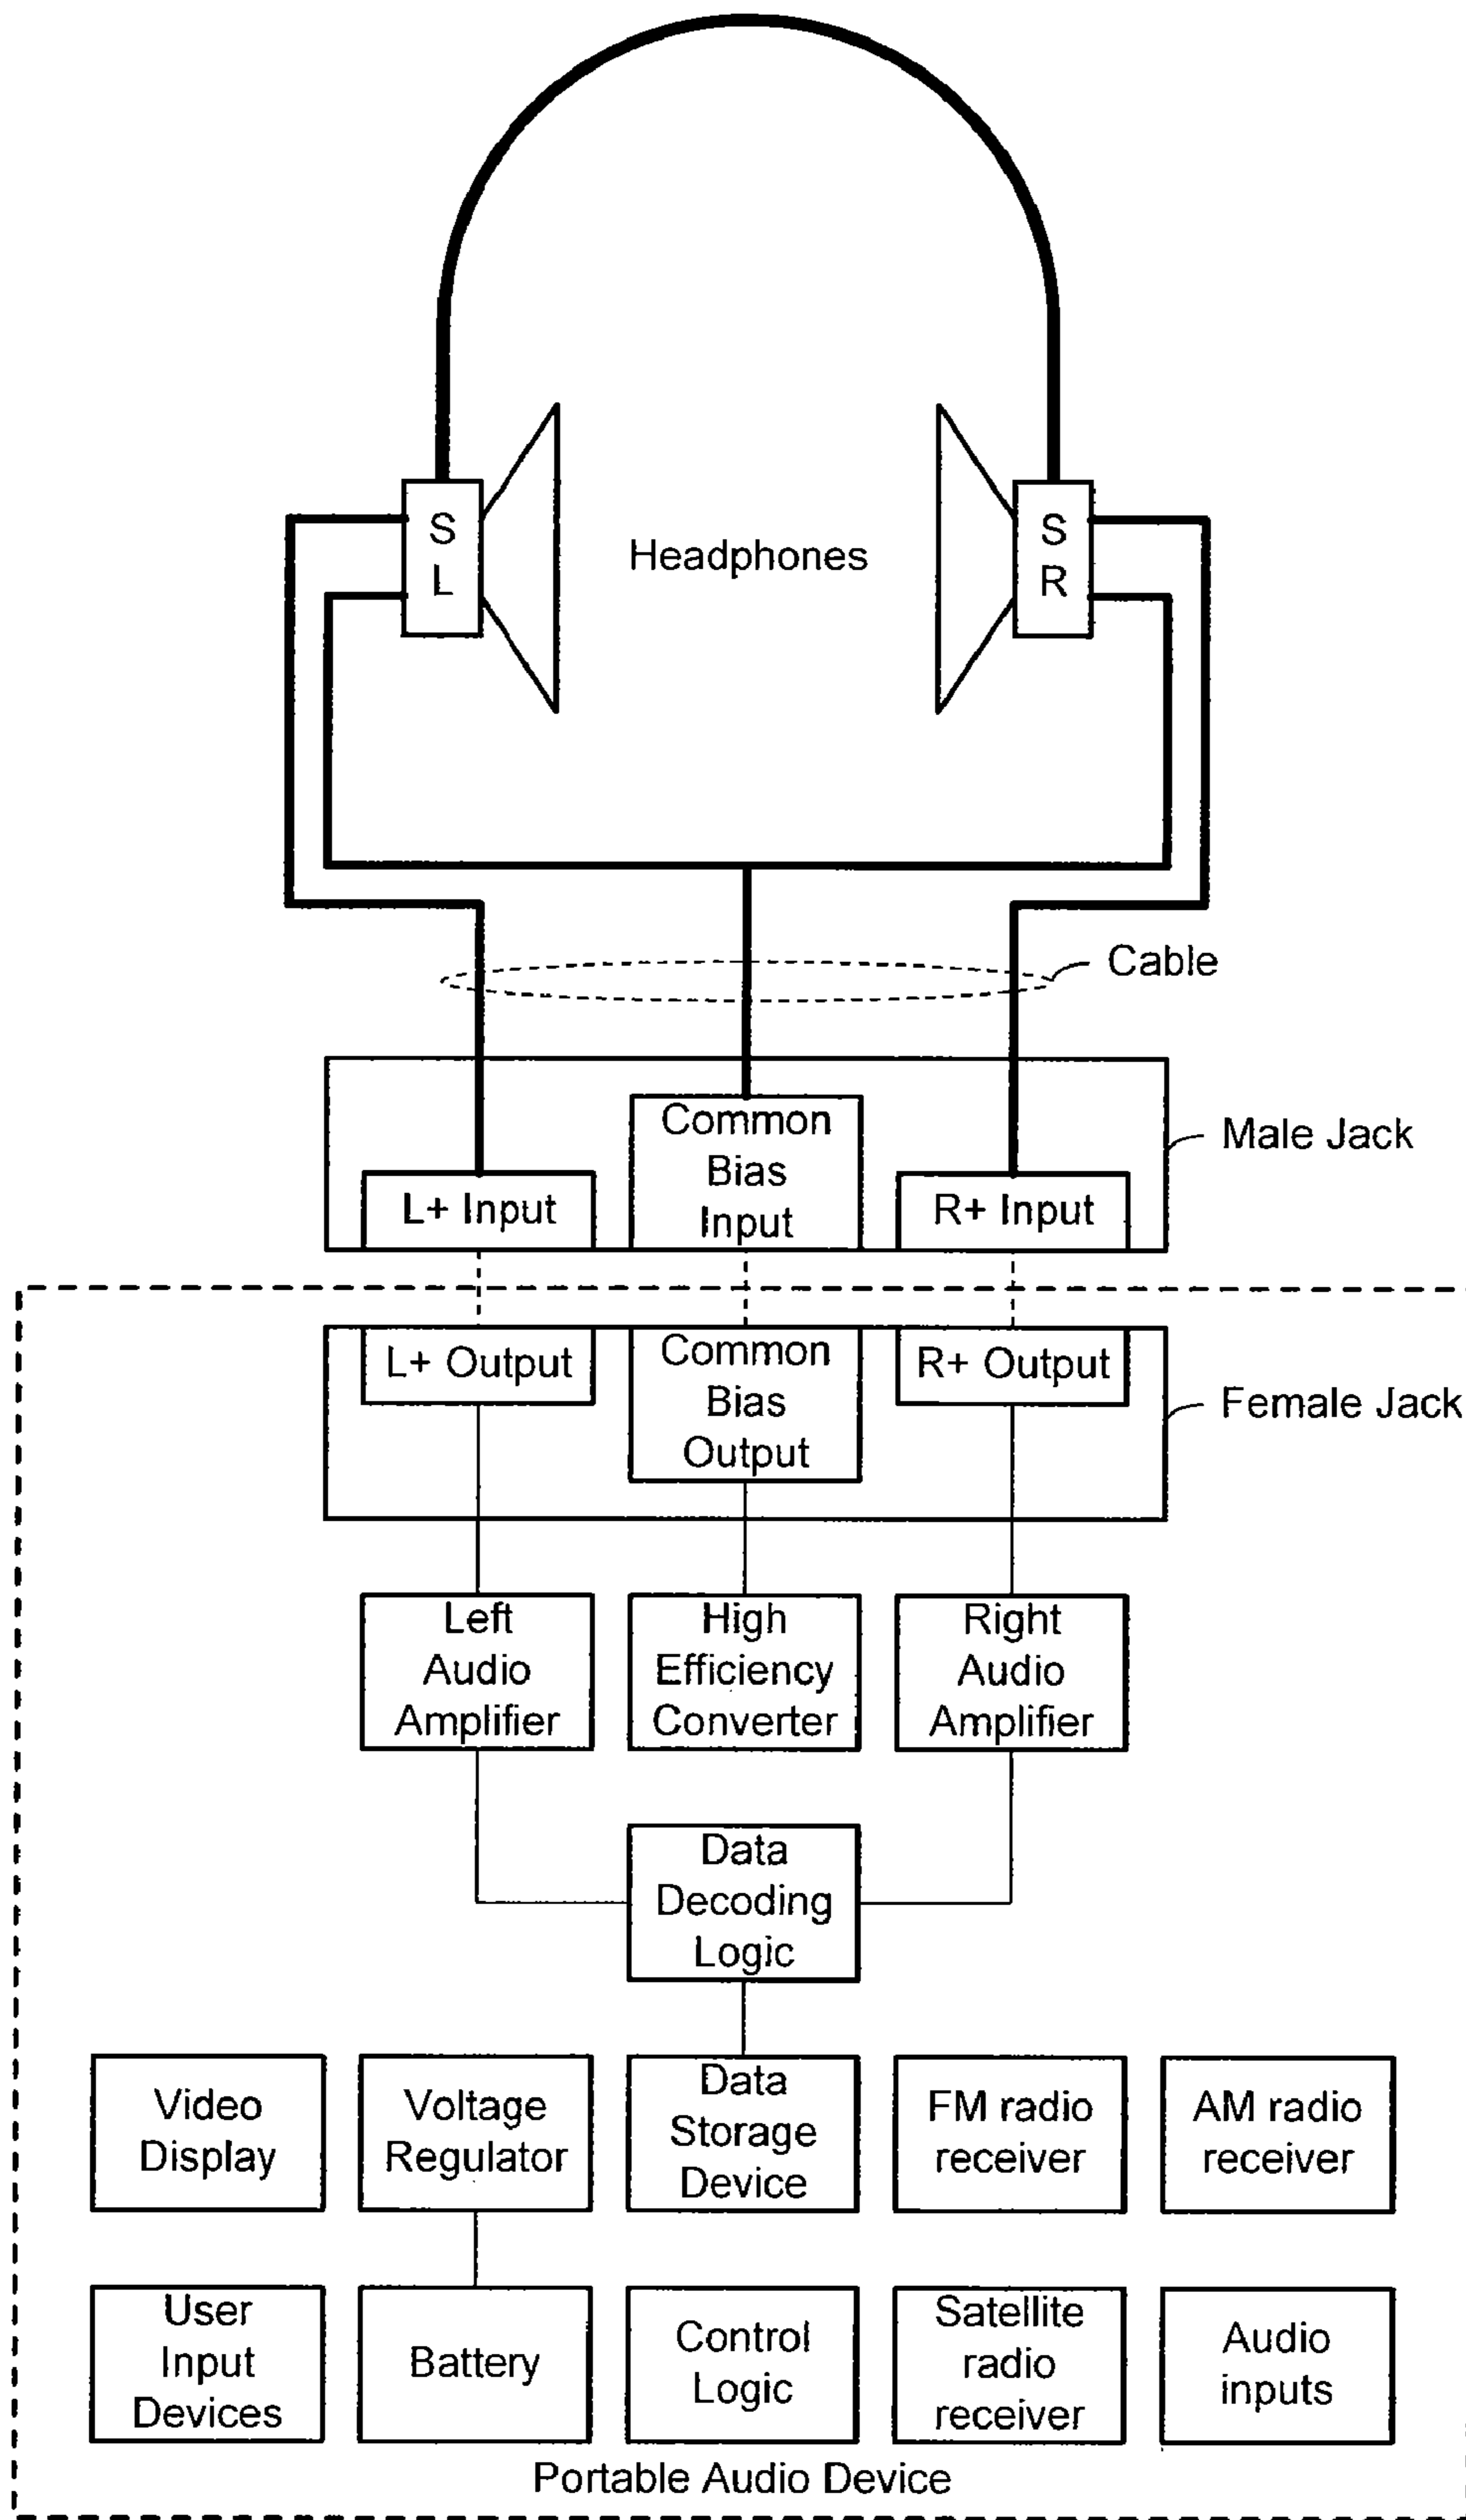 S
L
Headphones
S
R
Cable
Common
Bias
Input
L+ Input
R+ Input
Male Jack
L+ Output
Common
Bias
Output
R+ Output
Female Jack
Left
Audio
Amplifier
High
Efficiency
Converter
Right
Audio
Amplifier
Data
Decoding
Logic
Video
Display
Voltage
Regulator
Data
Storage
Device
FM radio
receiver
AM radio
receiver
User
Input
Devices
Battery
Control
Logic
Satellite
radio
receiver
Audio
inputs
Portable Audio Device